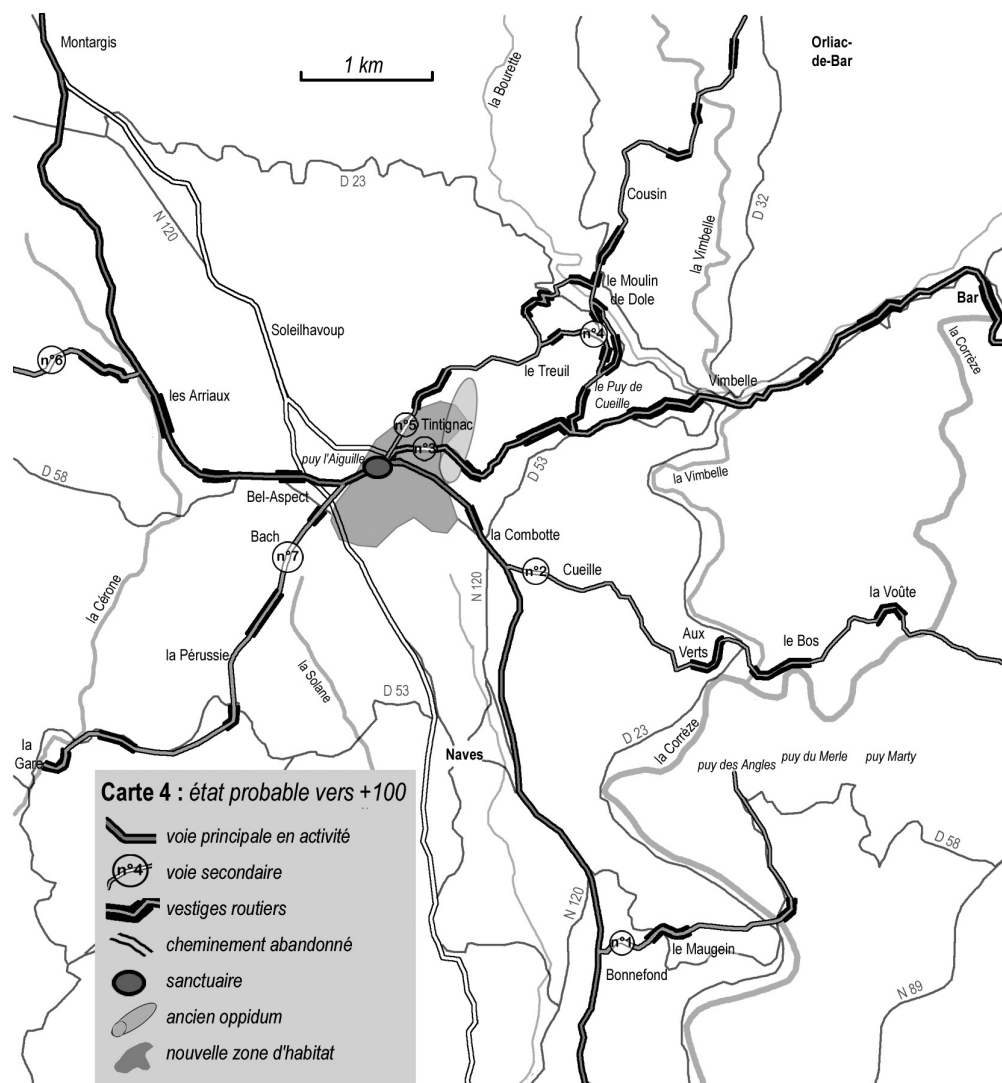 Montargis
1 km
Orliac-
de-Bar
la Bourette
D 23
N 120
Cousin
la Vimbelle
D 32
le Moulin
de Dole
Bar
la Corrèze
Soleilhavoup
n°6
n°4
le Treuil
le Puy de
Cueille
Vimbelle
les Arriaux
n°5
Tintignac
n°3
puy l'Aiguille
D 53
D 58
Bel-Aspect
la Vimbelle
Bach
n°7
la Combotte
n°2
Cueille
N 120
la Cérone
la Voûte
Aux
Verts
le Bos
la Pérussie
la Solane
D 53
D 23
la Corrèze
la
Gare
Naves
puy des Angles
puy du Merle
puy Marty
D 58
N 120
n°1
le Maugein
Bonnefond
N 89
Carte 4 : état probable vers +100
voie principale en activité
n°4
voie secondaire
vestiges routiers
cheminement abandonné
sanctuaire
ancien oppidum
nouvelle zone d'habitat